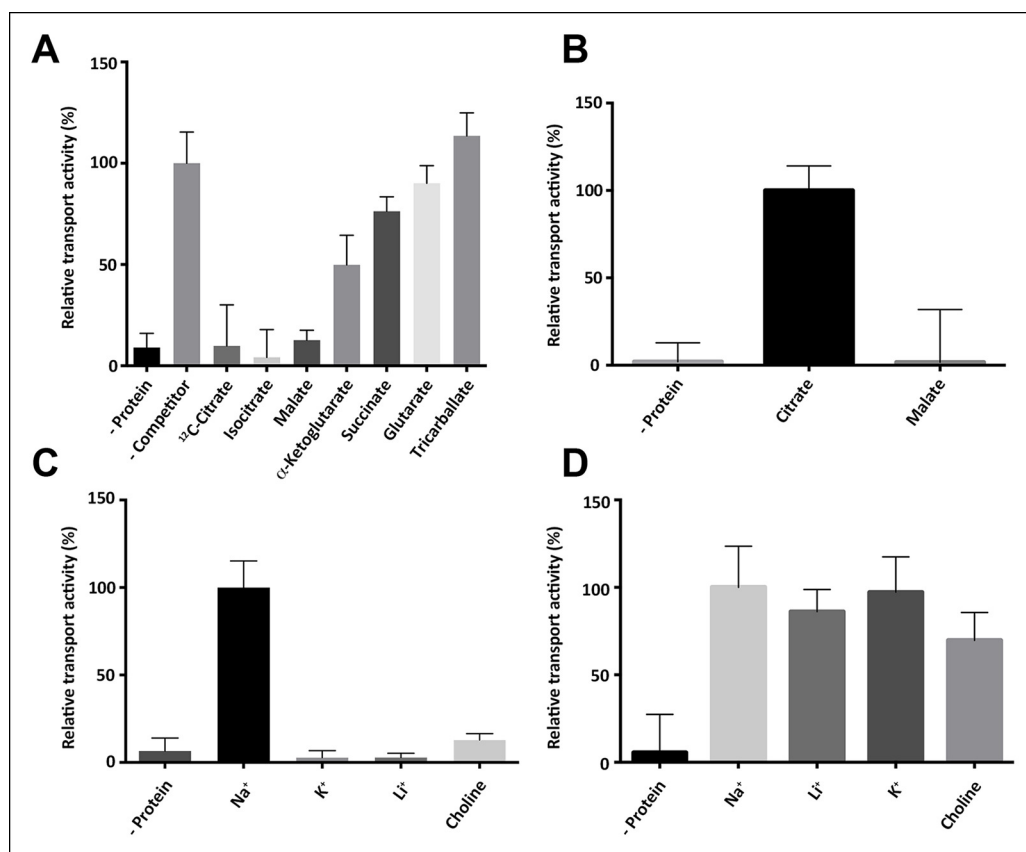 A
Relative transport activity (%)
150
100
50
0
- Protein
- Competitor
¹²C-Citrate
Isocitrate
Malate
α-Ketoglutarate
Succinate
Glutarate
Tricarballate
B
Relative transport activity (%)
150
100
50
0
- Protein
Citrate
Malate
C
Relative transport activity (%)
150
100
50
0
- Protein
Na⁺
K⁺
Li⁺
Choline
D
Relative transport activity (%)
150
100
50
0
- Protein
Na⁺
Li⁺
K⁺
Choline